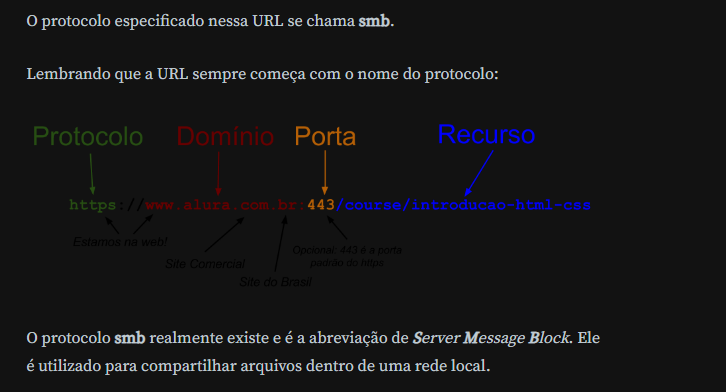 O protocolo especificado nessa URL se chama smb.
Lembrando que a URL sempre começa com o nome do protocolo:
Protocolo Domínio Porta Recurso
https://www.alura.com.br:443/course/introducao-html-css
Estamos na web!
Opcional: 443 é a porta
padrão do https
Site Comercial
Site do Brasil
O protocolo smb realmente existe e é a abreviação de Server Message Block. Ele
é utilizado para compartilhar arquivos dentro de uma rede local.